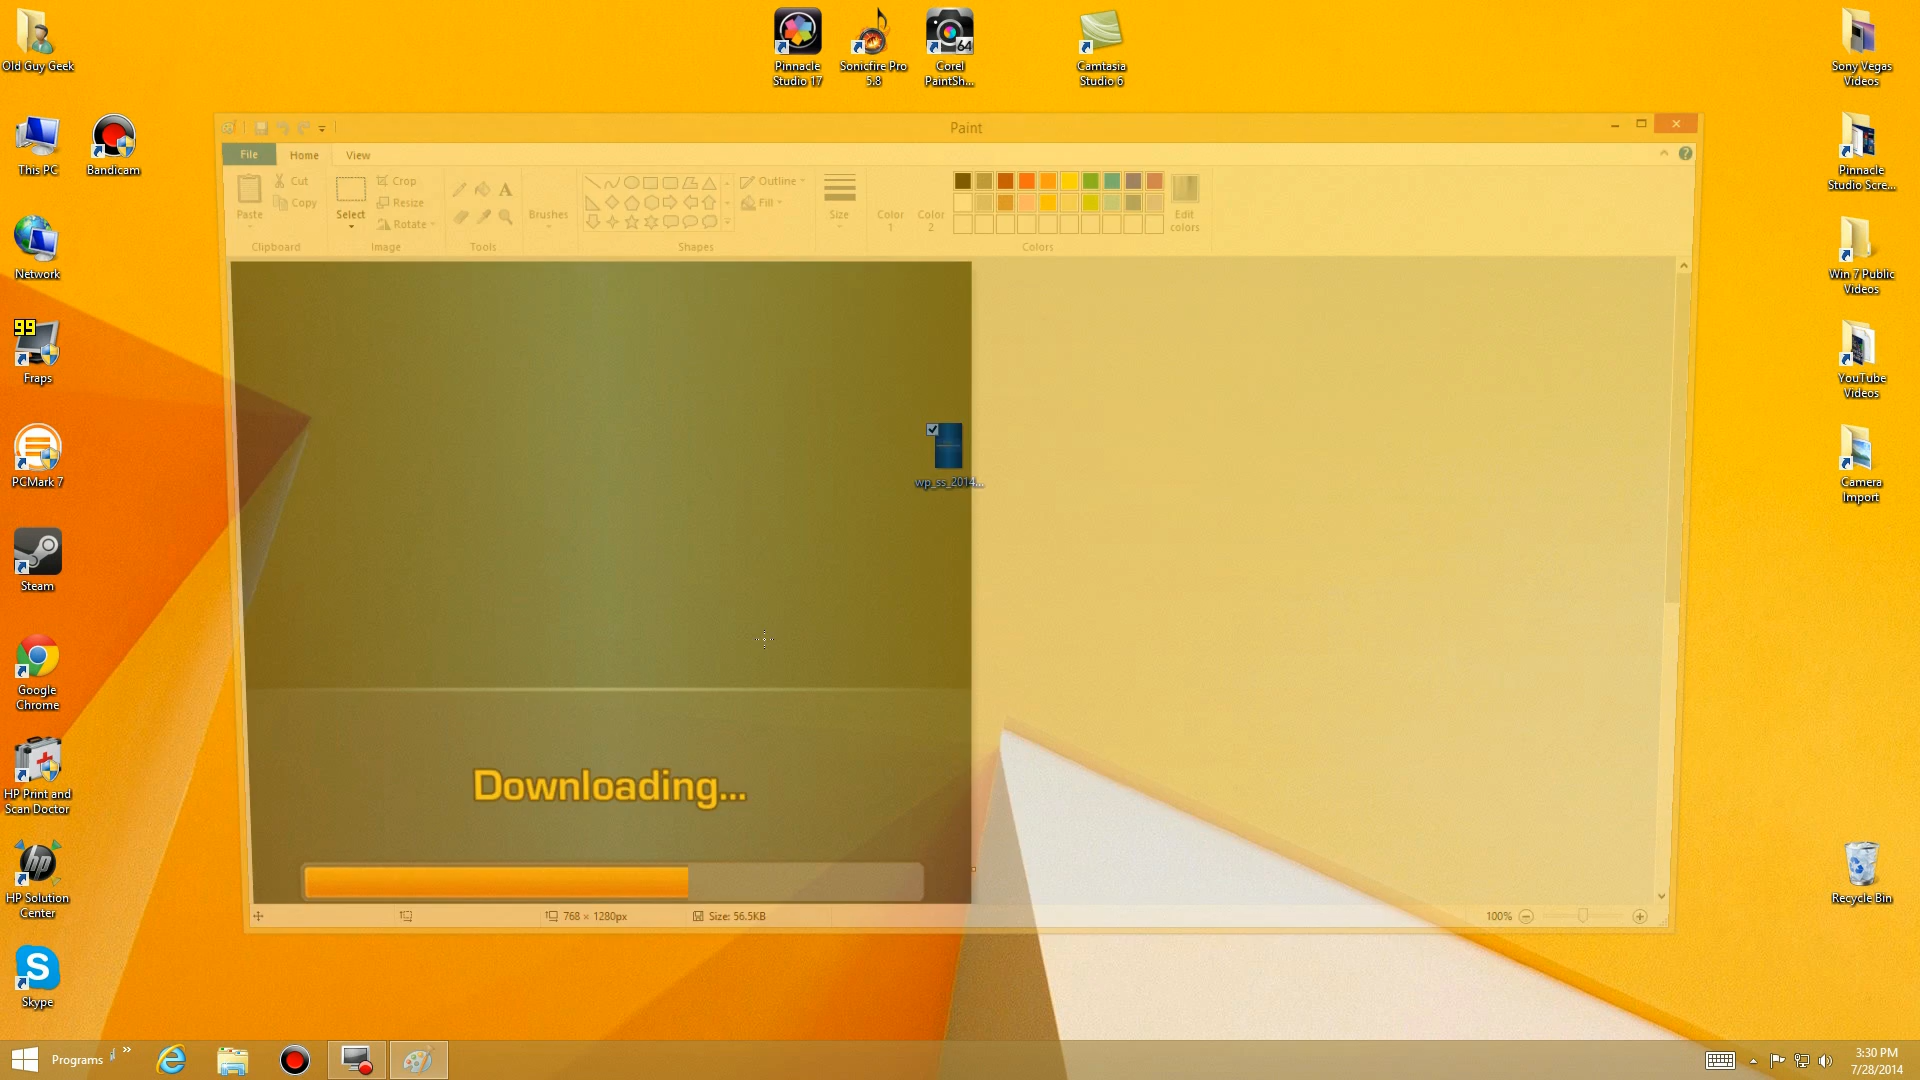 Old Guy Geek
This PC
Bandicam
Network
99
Fraps
PCMark 7
Steam
Google
Chrome
HP Print and
Scan Doctor
hp
HP Solution
Center
S
Skype
Pinnacle
Studio 17
Sonicfire Pro
5.8
64
Corel
PaintSh...
Camtasia
Studio 6
Paint
File
Home
View
Paste
Cut
Copy
Clipboard
Select
Crop
Resize
Rotate
Image
A
Tools
Brushes
Shapes
Outline
Fill
Size
Color
1
Color
2
Edit
colors
Colors
wp_ss_2014...
Downloading...
768 × 1280px
Size: 56.5KB
100%
Sony Vegas
Videos
Pinnacle
Studio Scre...
Win 7 Public
Videos
YouTube
Videos
Camera
Import
Recycle Bin
Programs
3:30 PM
7/28/2014